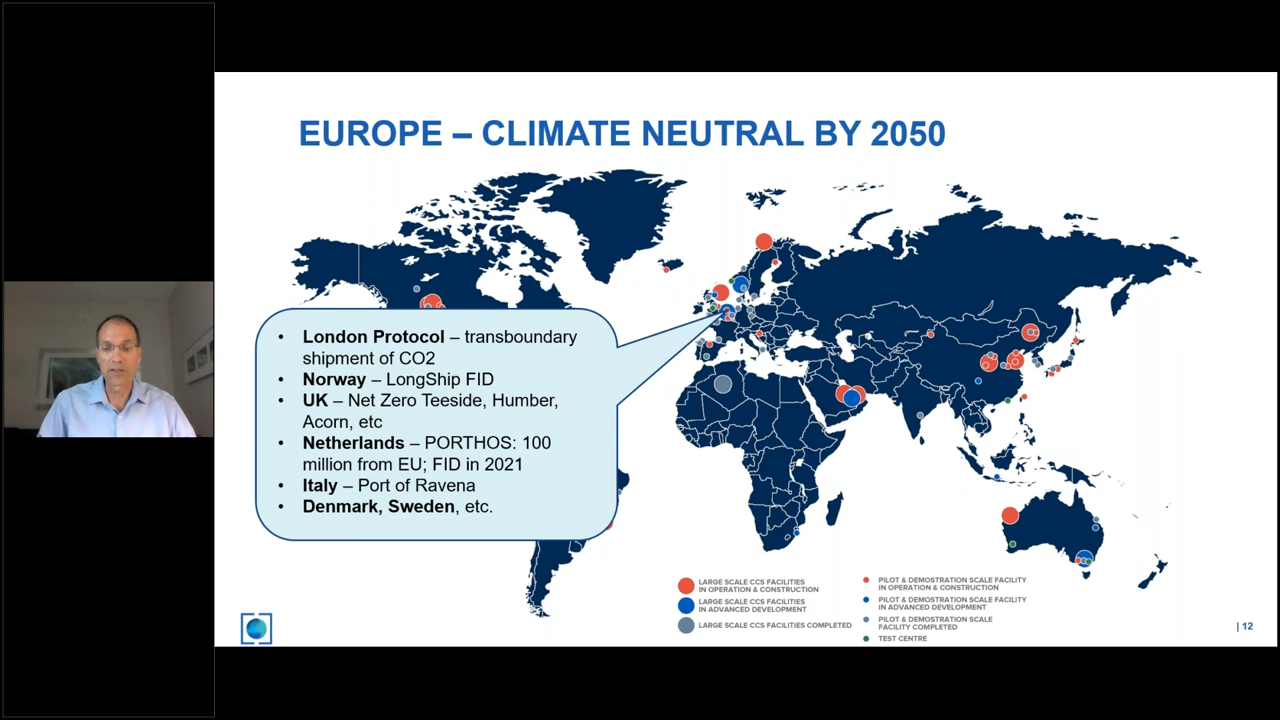 EUROPE – CLIMATE NEUTRAL BY 2050
• London Protocol – transboundary
shipment of CO2
• Norway – LongShip FID
• UK – Net Zero Teeside, Humber,
Acorn, etc
• Netherlands – PORTHOS: 100
million from EU; FID in 2021
• Italy – Port of Ravena
• Denmark, Sweden, etc.
LARGE SCALE CCS FACILITIES
IN OPERATION & CONSTRUCTION
LARGE SCALE CCS FACILITIES
IN ADVANCED DEVELOPMENT
LARGE SCALE CCS FACILITIES COMPLETED
PILOT & DEMOSTRATION SCALE FACILITY
IN OPERATION & CONSTRUCTION
PILOT & DEMOSTRATION SCALE FACILITY
IN ADVANCED DEVELOPMENT
PILOT & DEMOSTRATION SCALE
FACILITY COMPLETED
TEST CENTRE
| 12